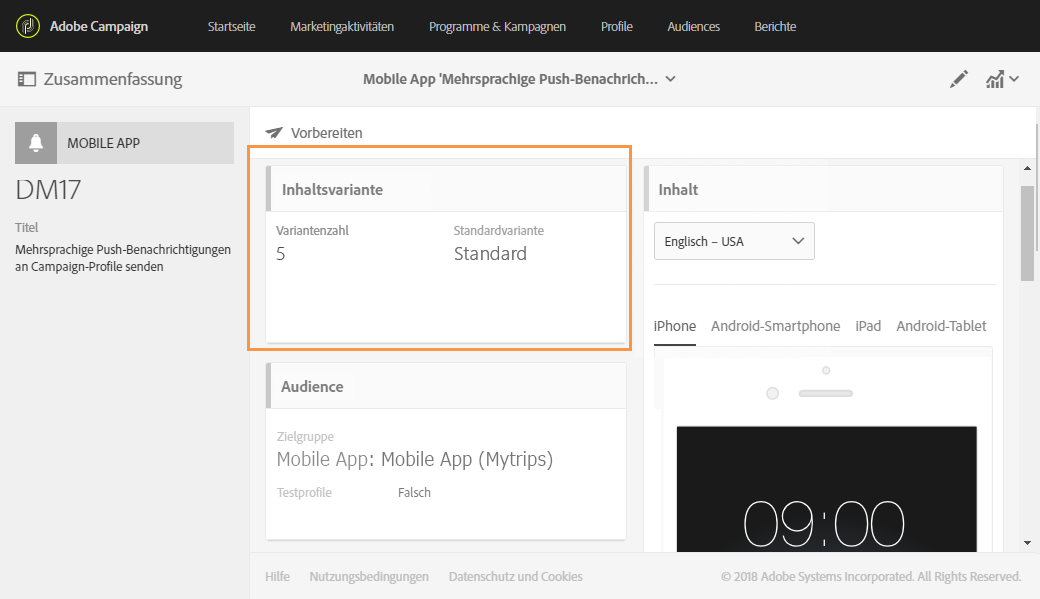 Adobe Campaign
Startseite
Marketingaktivitäten
Programme & Kampagnen
Profile
Audiences
Berichte
Zusammenfassung
Mobile App 'Mehrsprachige Push-Benachrich...
MOBILE APP
DM17
Titel
Mehrsprachige Push-Benachrichtigungen
an Campaign-Profile senden
Vorbereiten
Inhaltsvariante
Variantenzahl
5
Standardvariante
Standard
Audience
Zielgruppe
Mobile App: Mobile App (Mytrips)
Testprofile
Falsch
Inhalt
Englisch – USA
iPhone
Android-Smartphone
iPad
Android-Tablet
09:00
Hilfe
Nutzungsbedingungen
Datenschutz und Cookies
© 2018 Adobe Systems Incorporated. All Rights Reserved.